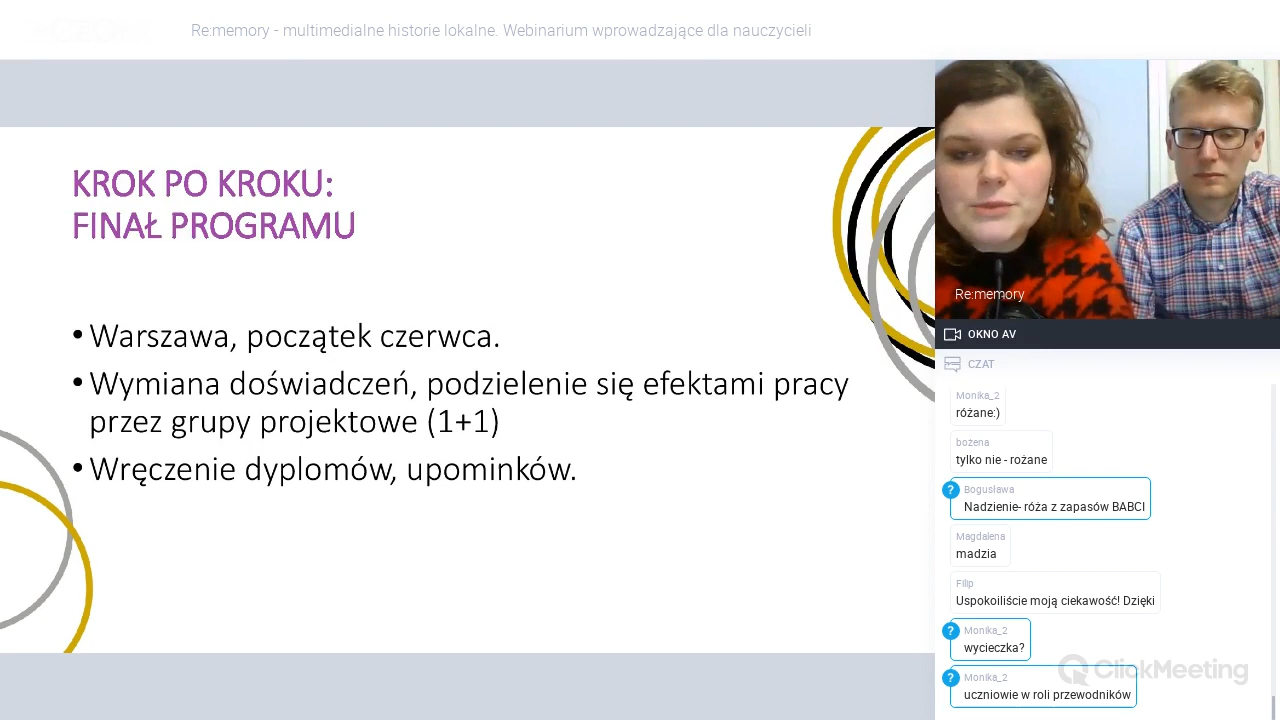 Re:memory - multimedialne historie lokalne. Webinarium wprowadzające dla nauczycieli
KROK PO KROKU:
FINAŁ PROGRAMU
• Warszawa, początek czerwca.
• Wymiana doświadczeń, podzielenie się efektami pracy
przez grupy projektowe (1+1)
• Wręczenie dyplomów, upominków.
Re:memory
OKNO AV
CZAT
Monika_2
różane:)
bożena
tylko nie - rożane
? Bogusława
Nadzienie- róża z zapasów BABCI
Magdalena
madzia
Filip
Uspokoiliście moją ciekawość! Dzięki
? Monika_2
wycieczka?
? Monika_2
uczniowie w roli przewodników
ClickMeeting